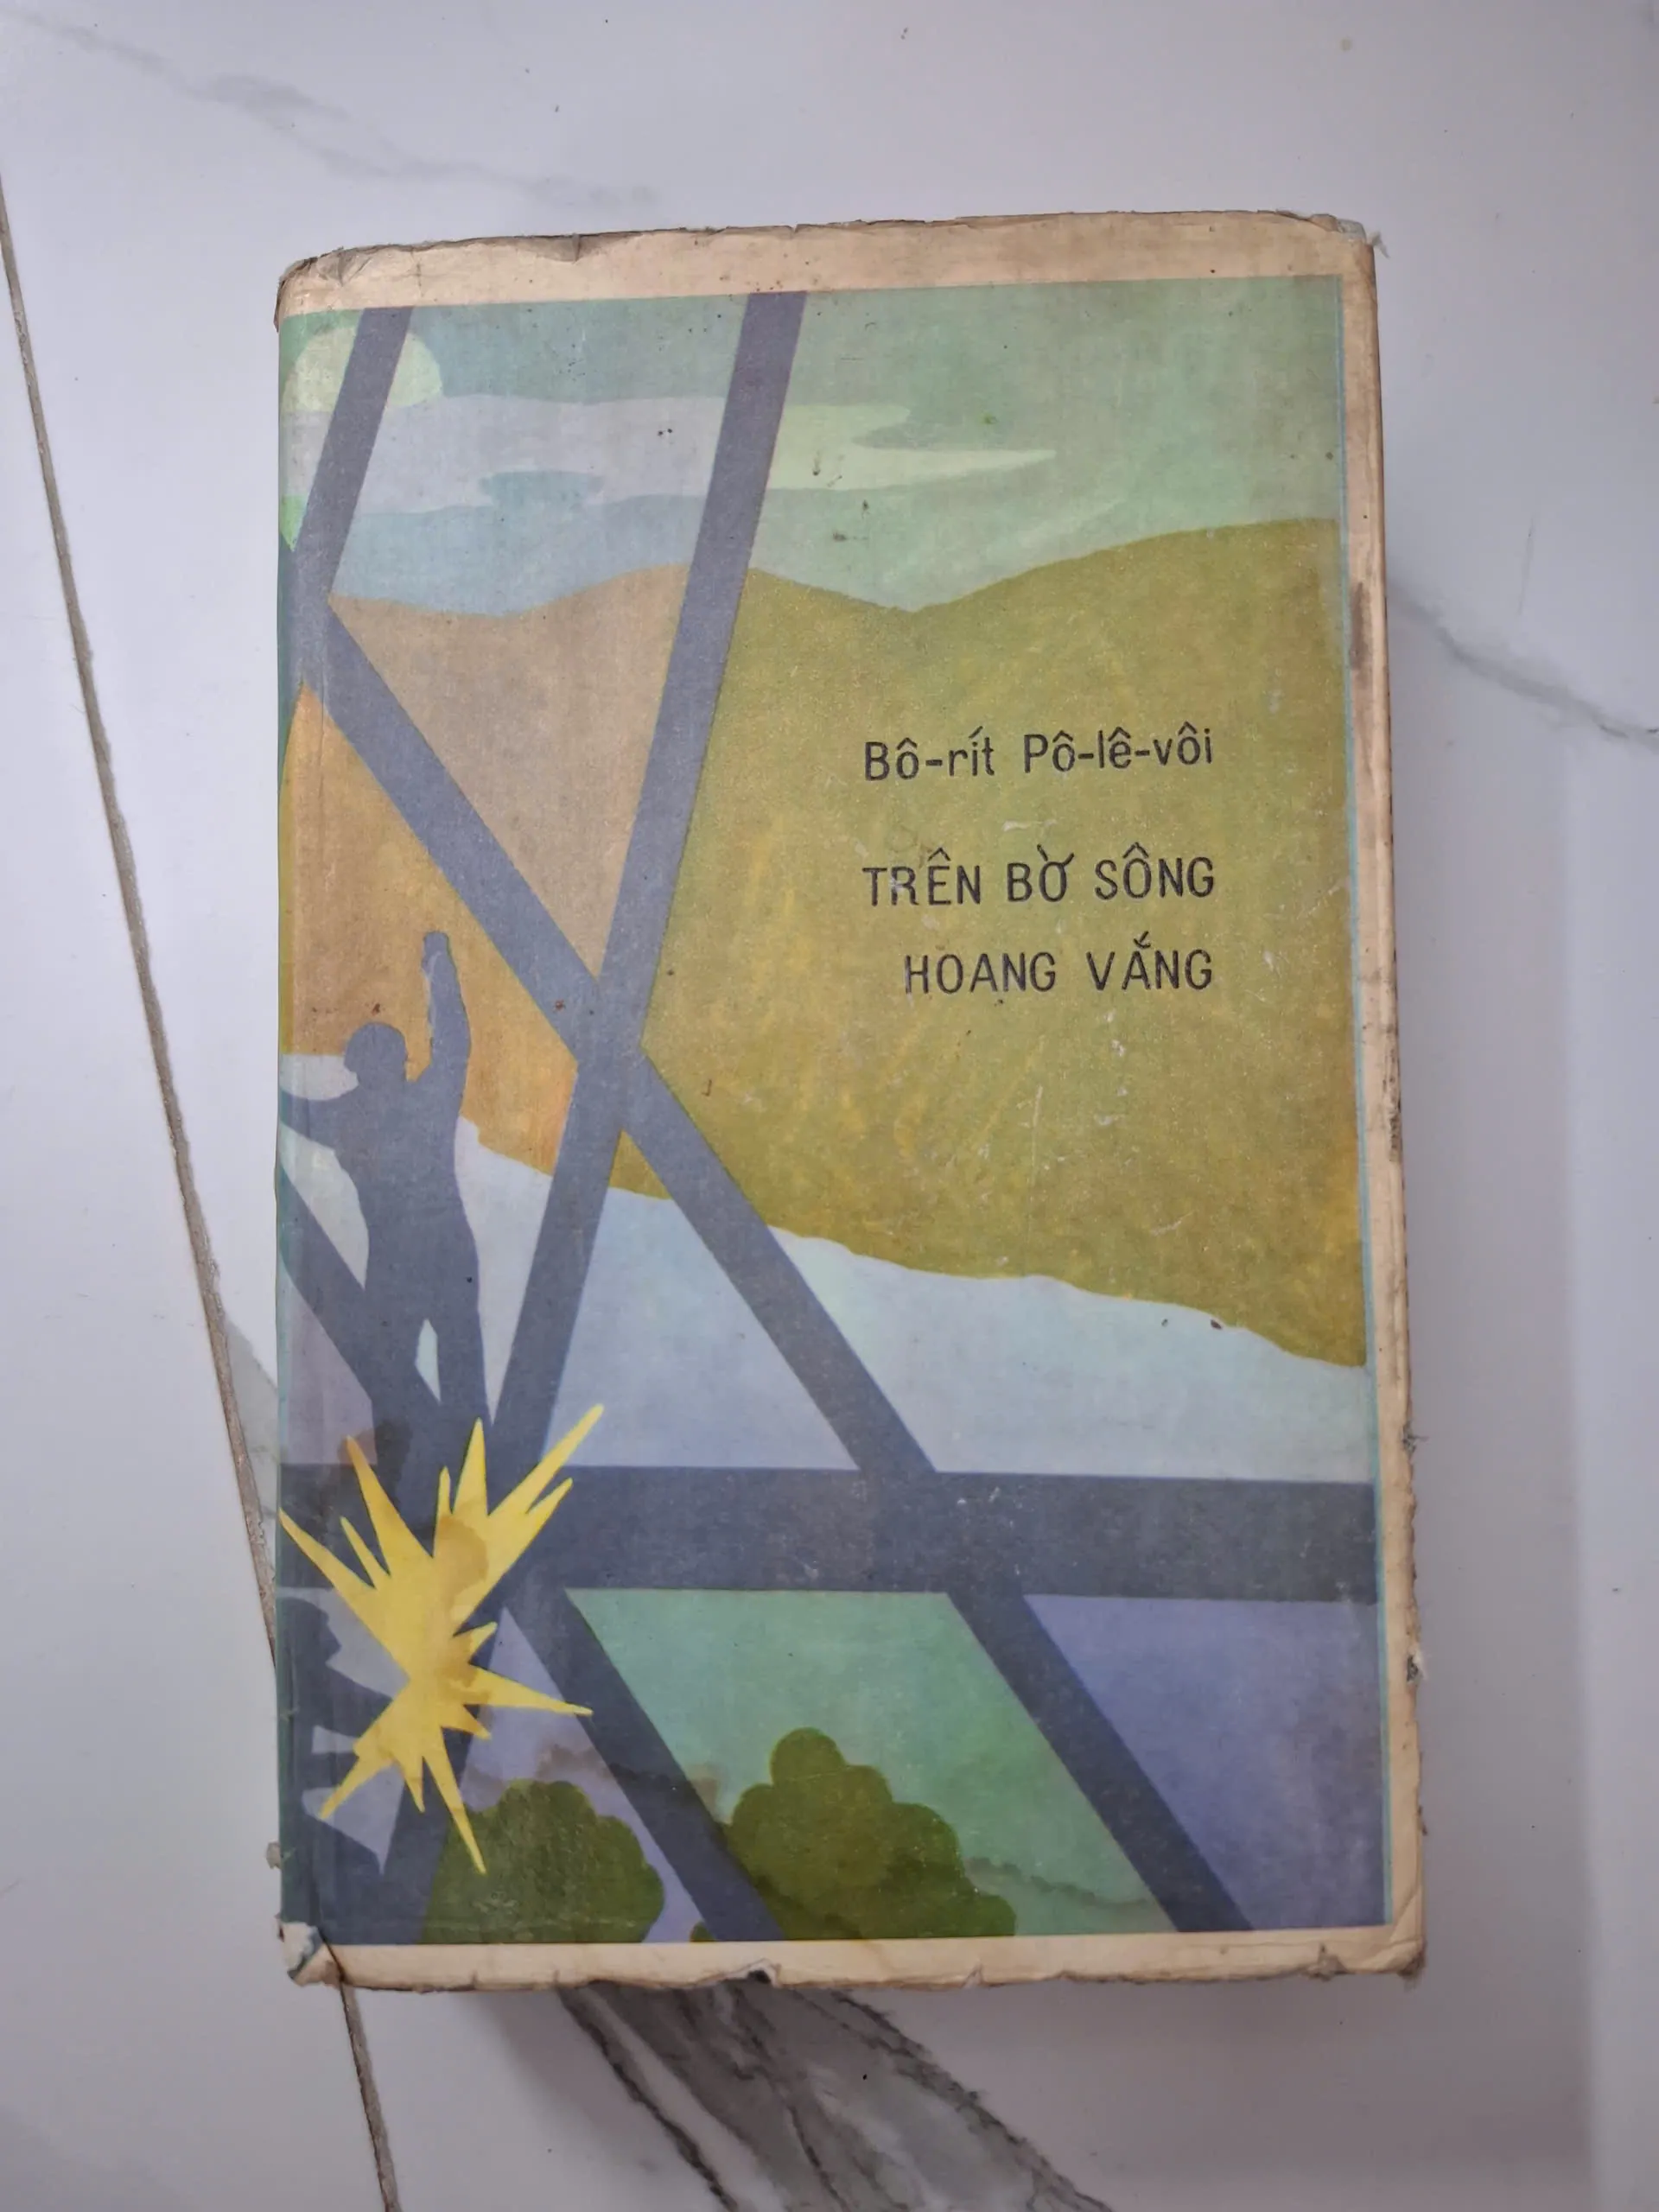 Bô-rít Pô-lê-vôi
TRÊN BỜ SÔNG
HOANG VẮNG